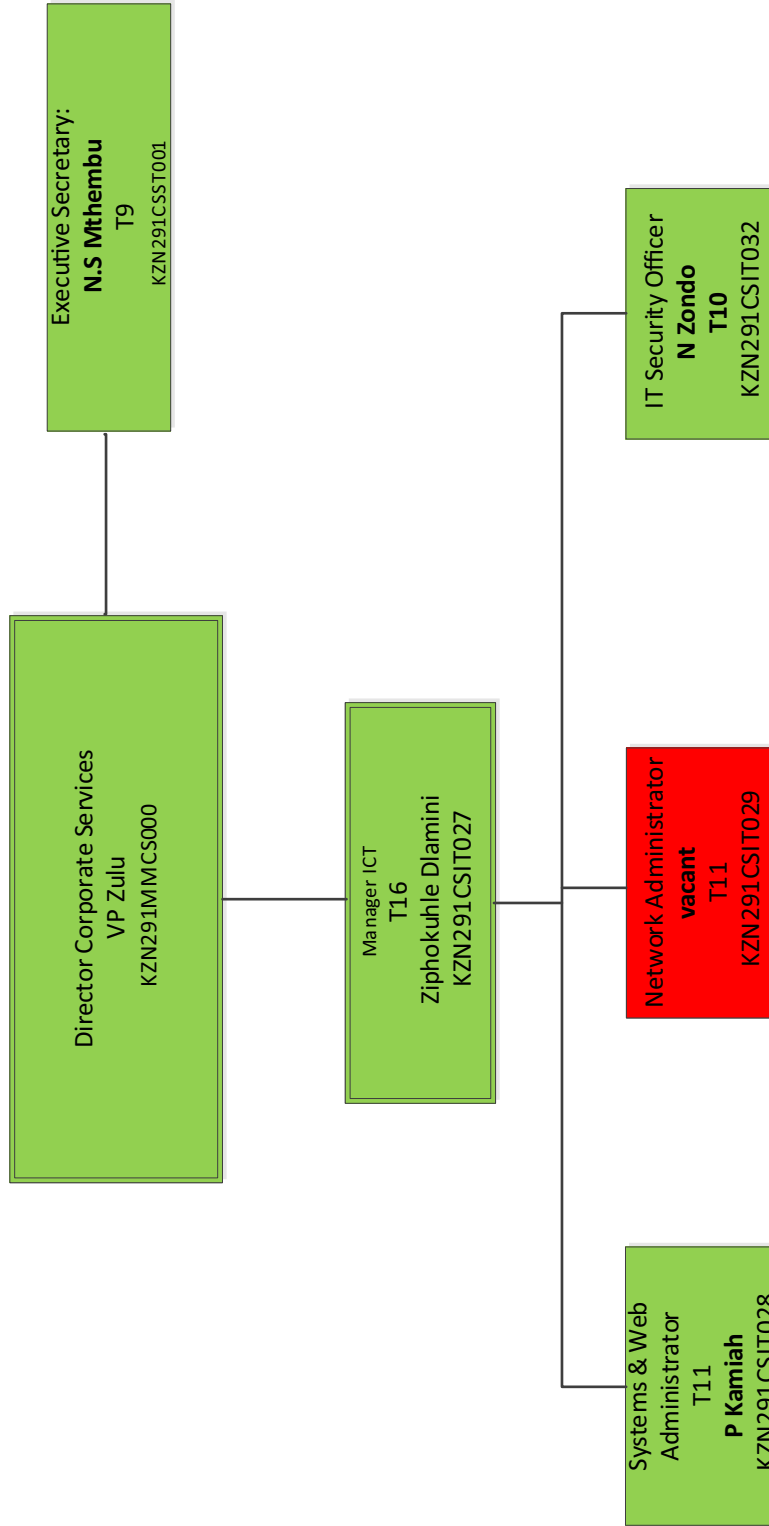 Director Corporate Services
VP Zulu
KZN291MMCS000
Executive Secretary:
N.S Mthembu
T9
KZN291CSST001
Manager ICT
T16
Ziphokuhle Dlamini
KZN291CSIT027
Systems & Web
Administrator
T11
P Kamiah
KZN291CSIT028
Network Administrator
vacant
T11
KZN291CSIT029
IT Security Officer
N Zondo
T10
KZN291CSIT032